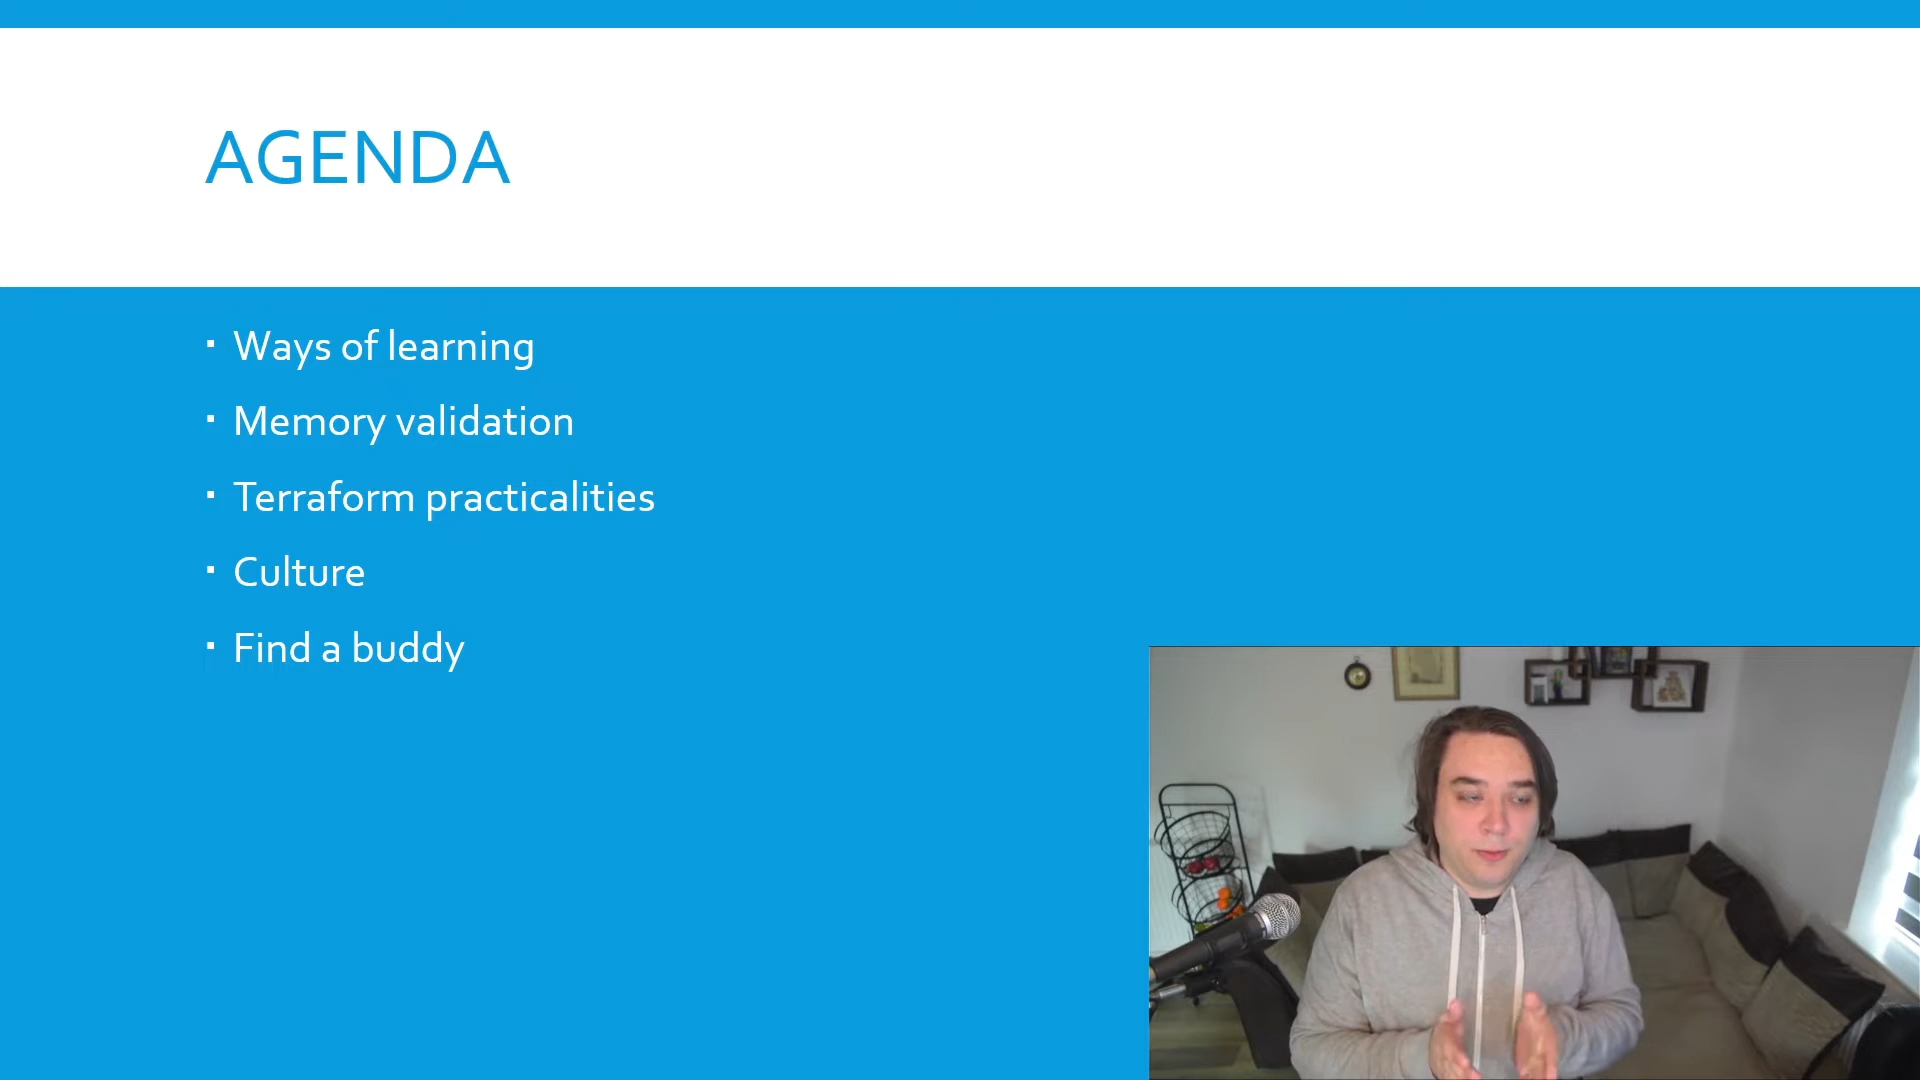 AGENDA
▪ Ways of learning
▪ Memory validation
▪ Terraform practicalities
▪ Culture
▪ Find a buddy